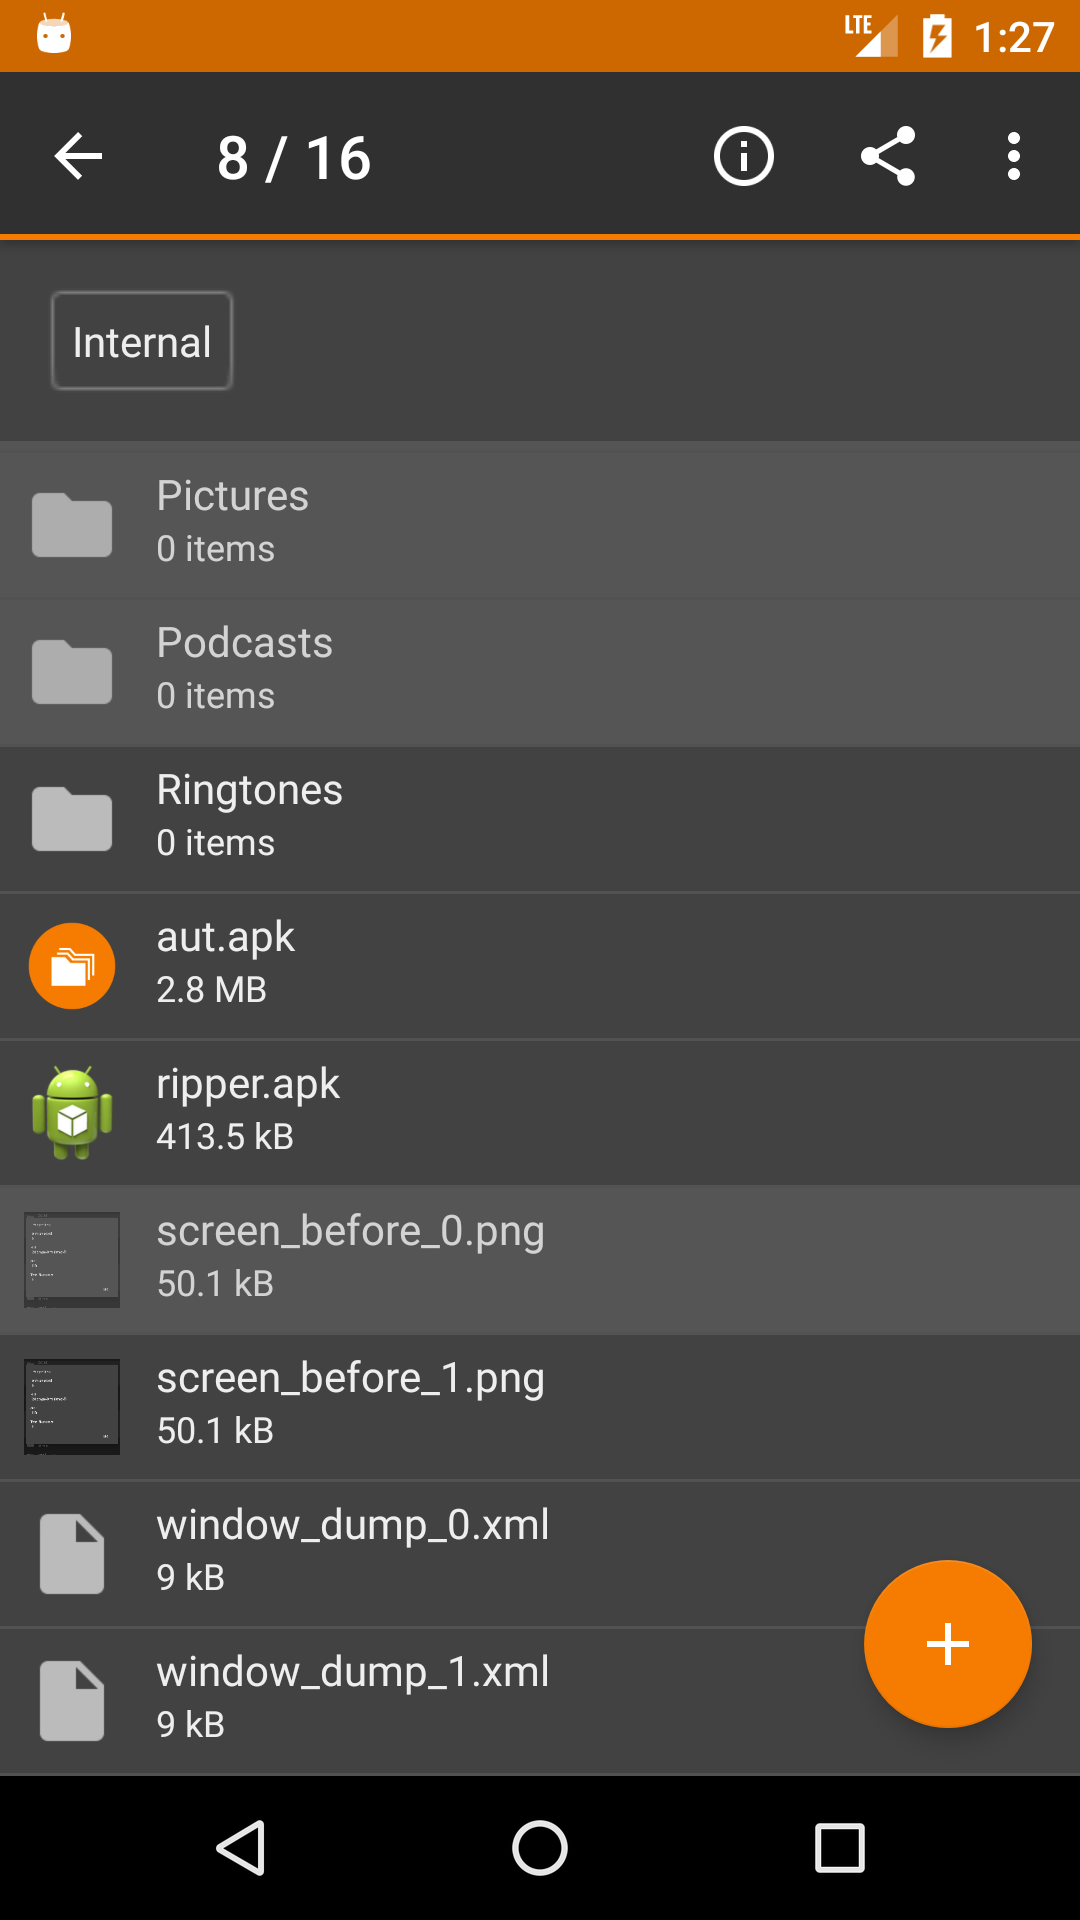 LTE 1:27
8 / 16
Internal
Pictures
0 items
Podcasts
0 items
Ringtones
0 items
aut.apk
2.8 MB
ripper.apk
413.5 kB
screen_before_0.png
50.1 kB
screen_before_1.png
50.1 kB
window_dump_0.xml
9 kB
window_dump_1.xml
9 kB